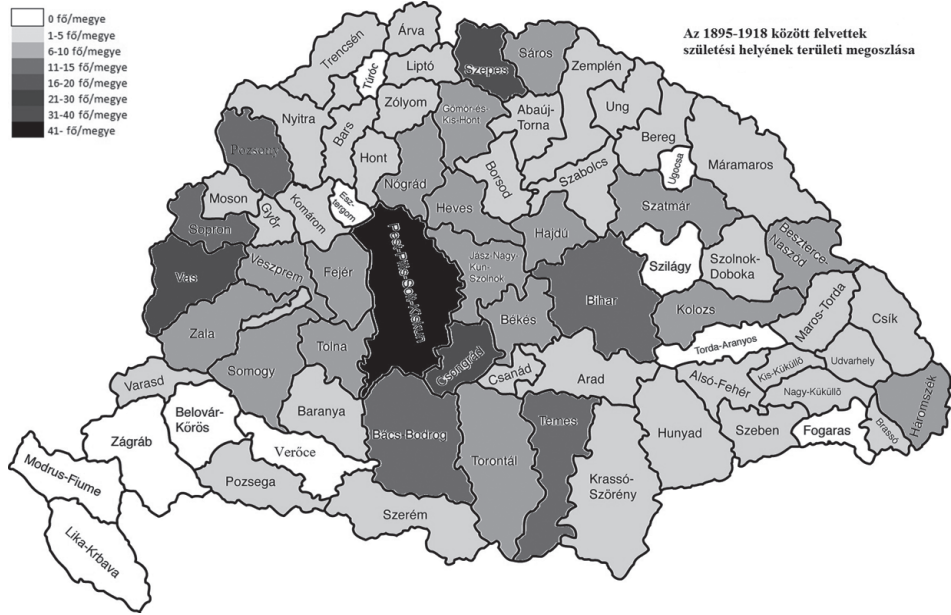 0 fő/megye
1-5 fő/megye
6-10 fő/megye
11-15 fő/megye
16-20 fő/megye
21-30 fő/megye
31-40 fő/megye
41- fő/megye
Az 1895-1918 között felvettek
születési helyének területi megoszlása
Árva
Trencsén
Turóc
Liptó
Szepes
Sáros
Zemplén
Zólyom
Gömör-és
Kis-Hont
Abaúj-
Torna
Ung
Nyitra
Bars
Hont
Bereg
Ugocsa
Máramaros
Pozsony
Nógrád
Borsod
Szabolcs
Moson
Győr
Komárom
Esz-
tergom
Heves
Hajdú
Szatmár
Sopron
Vas
Veszprém
Fejér
Pest-Pilis-Solt-Kiskun
Jász-Nagy-
Kun-
Szolnok
Bihar
Szilágy
Szolnok-
Doboka
Beszterce-
Naszód
Zala
Somogy
Tolna
Békés
Kolozs
Maros-Torda
Csík
Csongrád
Csanád
Arad
Torda-Aranyos
Alsó-Fehér
Kis-Küküllő
Udvarhely
Nagy-Küküllő
Háromszék
Varasd
Belovár-
Kőrös
Baranya
Bács Bodrog
Torontál
Temes
Krassó-
Szörény
Hunyad
Szeben
Fogaras
Brassó
Zágráb
Verőce
Modrus-Fiume
Pozsega
Szerém
Lika-Krbava